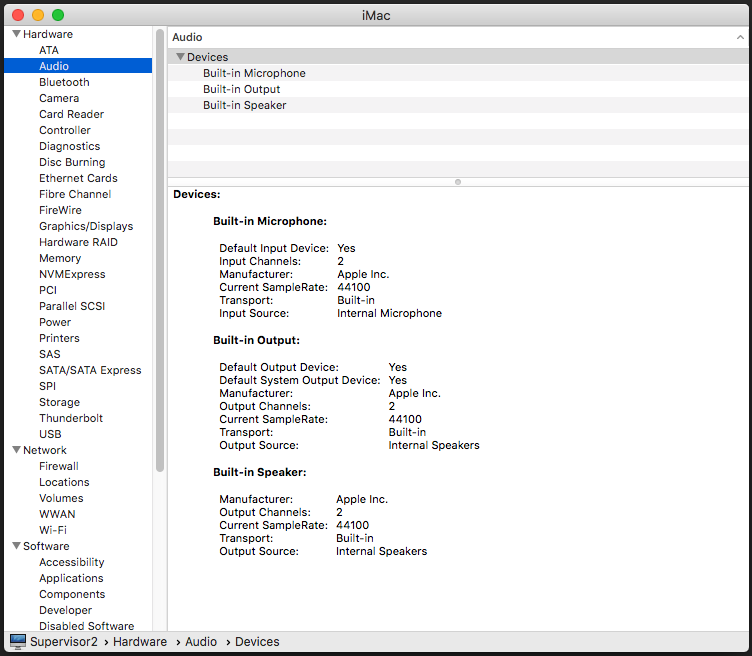 iMac
Hardware
ATA
Audio
Bluetooth
Camera
Card Reader
Controller
Diagnostics
Disc Burning
Ethernet Cards
Fibre Channel
FireWire
Graphics/Displays
Hardware RAID
Memory
NVMExpress
PCI
Parallel SCSI
Power
Printers
SAS
SATA/SATA Express
SPI
Storage
Thunderbolt
USB
Network
Firewall
Locations
Volumes
WWAN
Wi-Fi
Software
Accessibility
Applications
Components
Developer
Disabled Software
Audio
Devices
Built-in Microphone
Built-in Output
Built-in Speaker
Devices:
Built-in Microphone:
Default Input Device: Yes
Input Channels: 2
Manufacturer: Apple Inc.
Current SampleRate: 44100
Transport: Built-in
Input Source: Internal Microphone
Built-in Output:
Default Output Device: Yes
Default System Output Device: Yes
Manufacturer: Apple Inc.
Output Channels: 2
Current SampleRate: 44100
Transport: Built-in
Output Source: Internal Speakers
Built-in Speaker:
Manufacturer: Apple Inc.
Output Channels: 2
Current SampleRate: 44100
Transport: Built-in
Output Source: Internal Speakers
Supervisor2 › Hardware › Audio › Devices